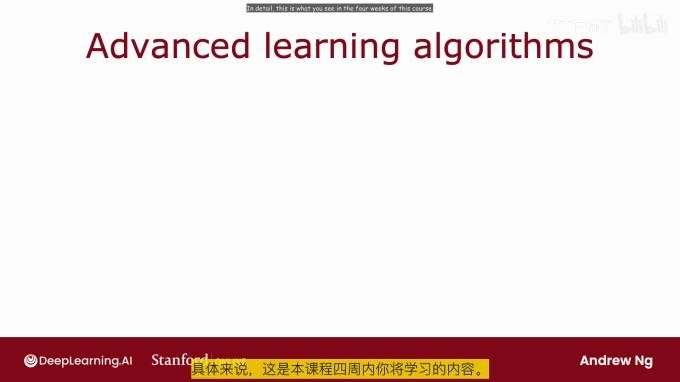 In detail, this is what you see in the four weeks of this course
bilibili
Advanced learning algorithms
DeepLearning.AI
Stanford
Andrew Ng
具体来说，这是本课程四周内你将学习的内容。